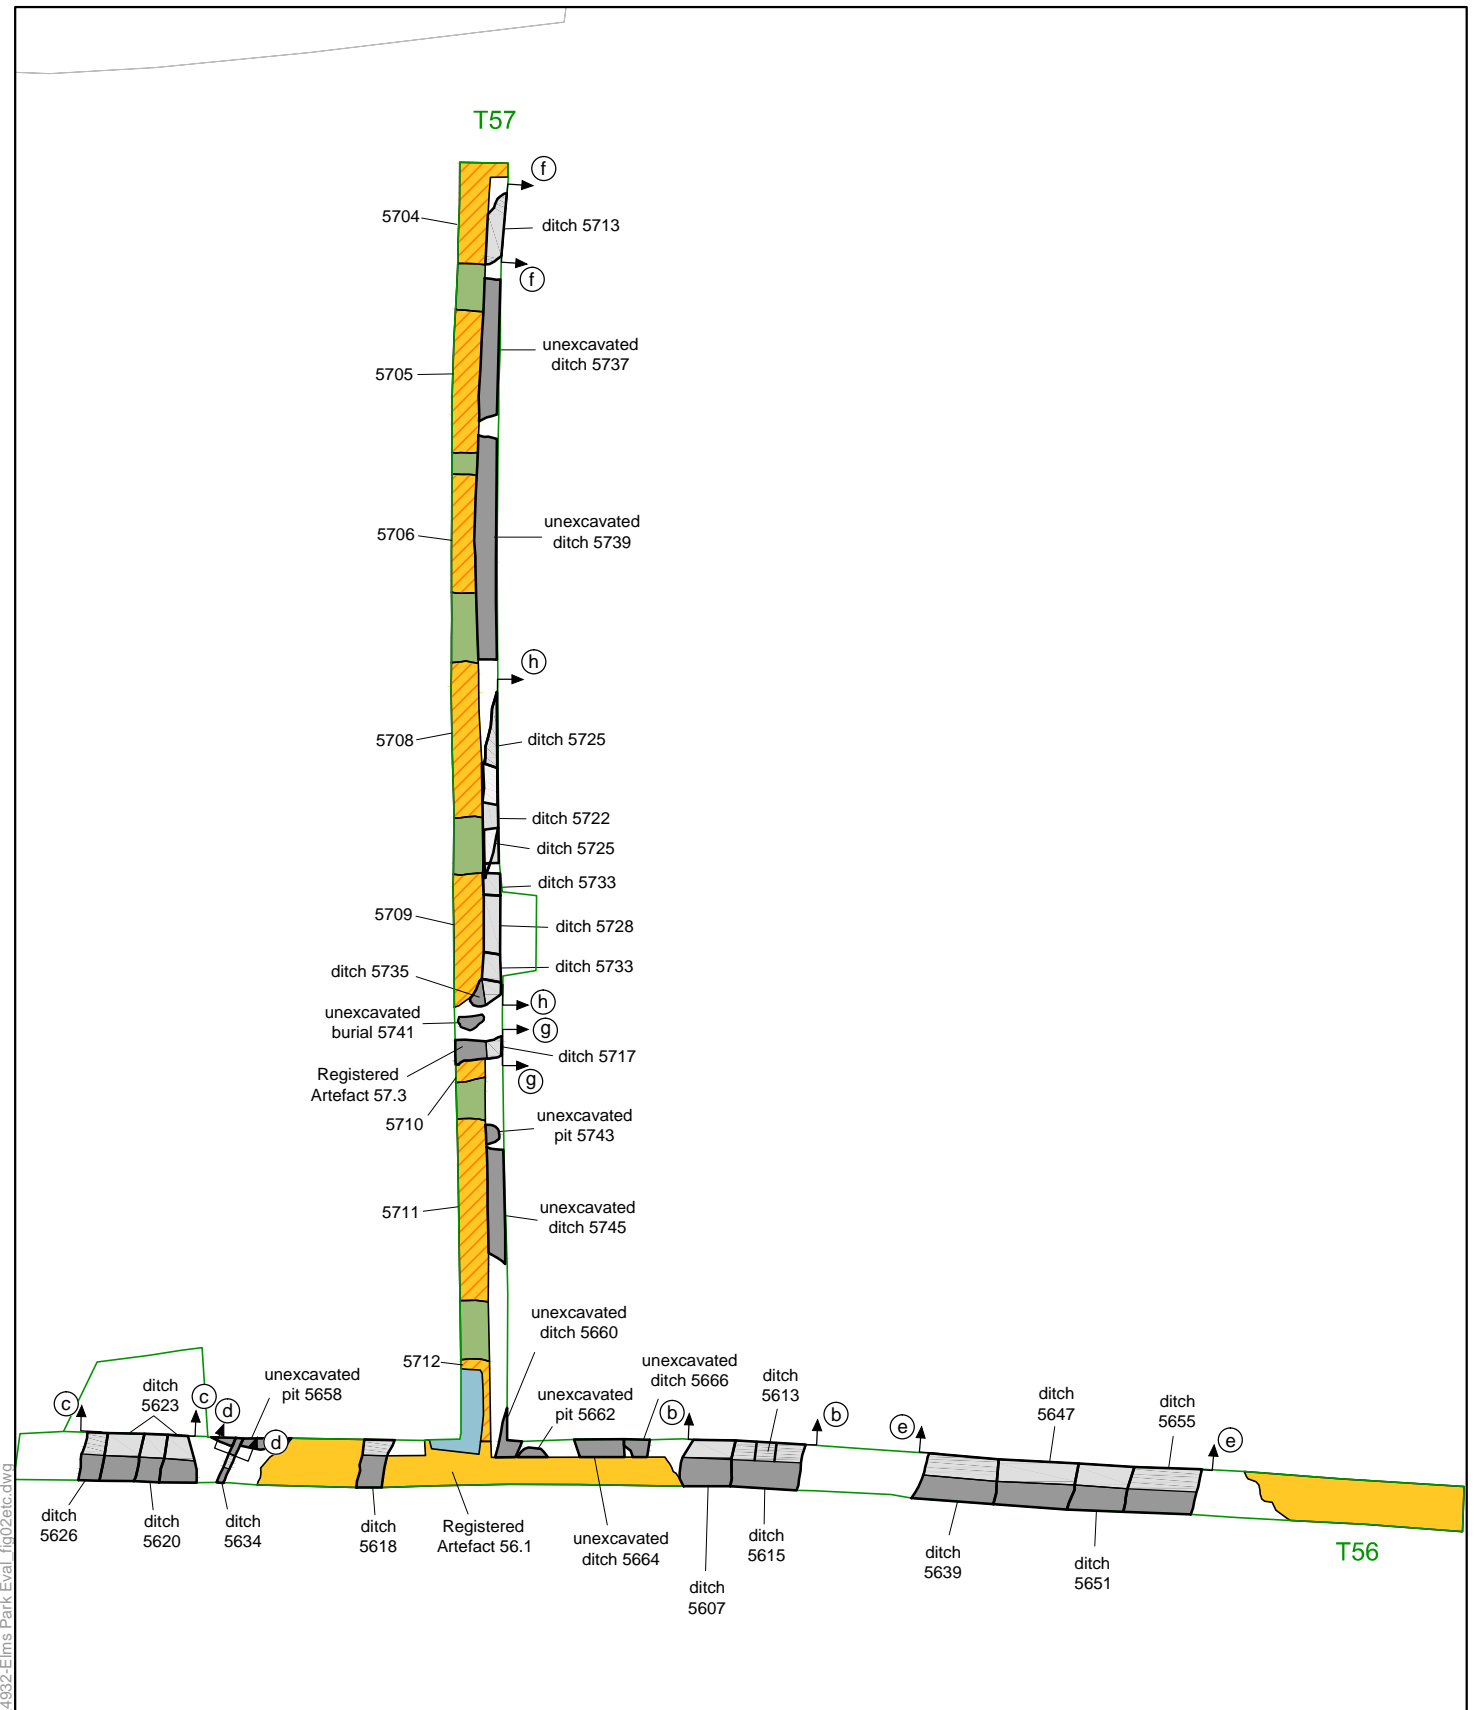 T57
f
5704
ditch 5713
f
unexcavated
ditch 5737
5705
unexcavated
ditch 5739
5706
h
5708
ditch 5725
ditch 5722
ditch 5725
ditch 5733
5709
ditch 5728
ditch 5733
ditch 5735
h
unexcavated
burial 5741
g
ditch 5717
Registered
Artefact 57.3
g
5710
unexcavated
pit 5743
5711
unexcavated
ditch 5745
unexcavated
ditch 5660
5712
unexcavated
pit 5658
unexcavated
ditch 5666
ditch
5613
ditch
5623
c
c
d
d
unexcavated
pit 5662
b
b
ditch
5647
ditch
5655
e
e
ditch
5626
ditch
5620
ditch
5634
ditch
5618
Registered
Artefact 56.1
unexcavated
ditch 5664
ditch
5607
ditch
5615
ditch
5639
ditch
5651
T56
4932-Elms Park Eval_fig02etc.dwg